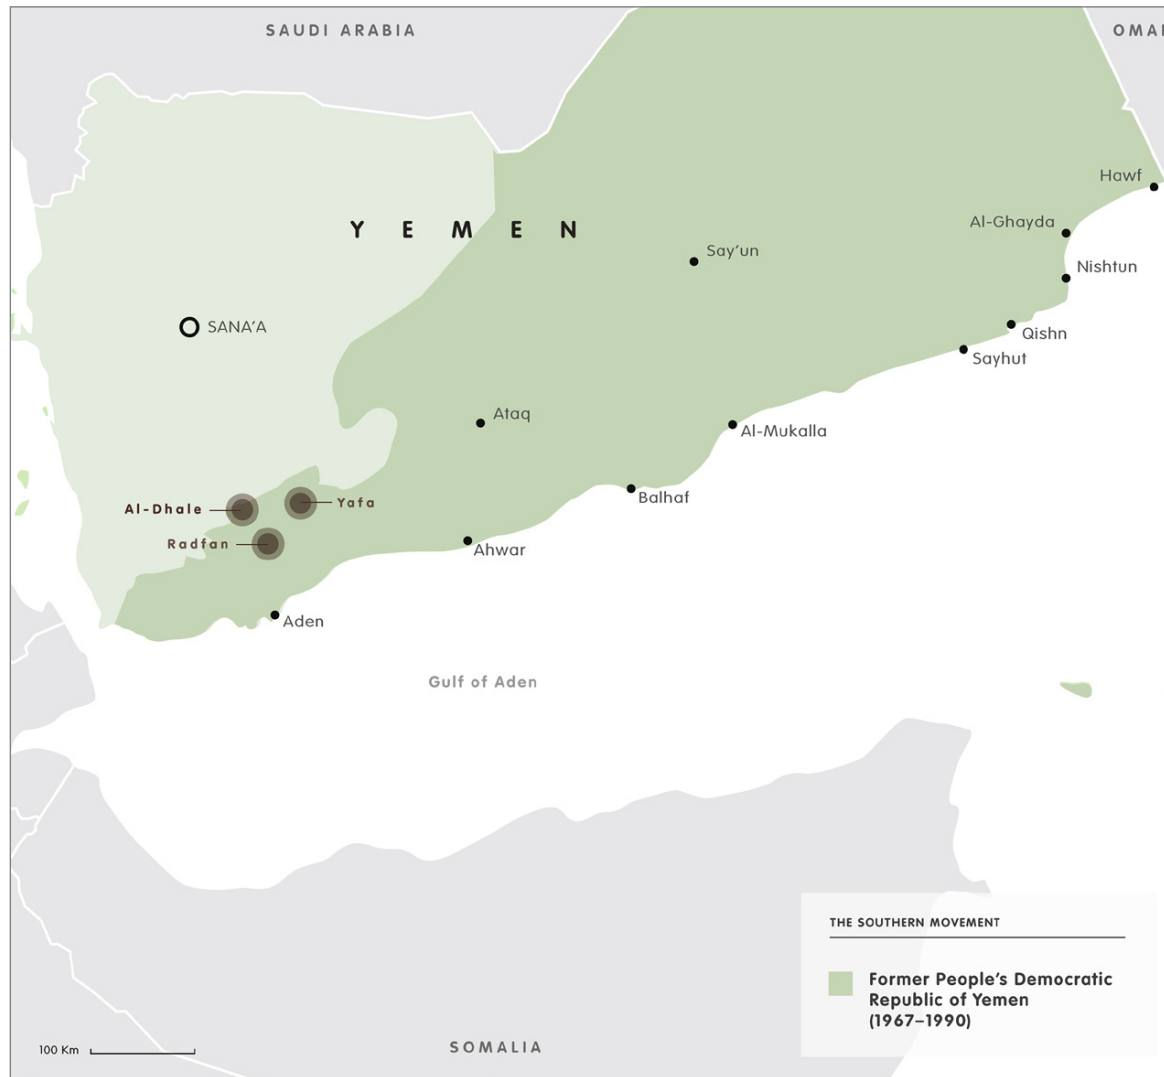 SAUDI ARABIA
OMA
Hawf
Al-Ghayda
YEMEN
Say'un
Nishtun
SANA'A
Qishn
Sayhut
Ataq
Al-Mukalla
Balhaf
Yafa
Al-Dhale
Radfan
Ahwar
Aden
Gulf of Aden
THE SOUTHERN MOVEMENT
Former People's Democratic
Republic of Yemen
(1967–1990)
100 Km
SOMALIA